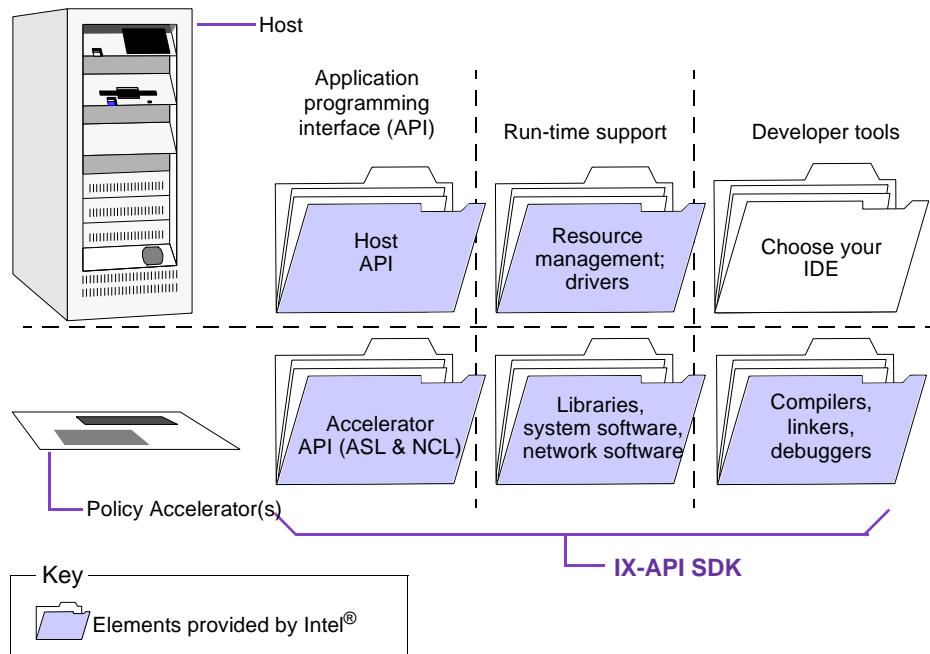 Host
Application
programming
interface (API)
Run-time support
Developer tools
Host
API
Resource
management;
drivers
Choose your
IDE
Accelerator
API (ASL & NCL)
Libraries,
system software,
network software
Compilers,
linkers,
debuggers
Policy Accelerator(s)
IX-API SDK
Key
Elements provided by Intel®